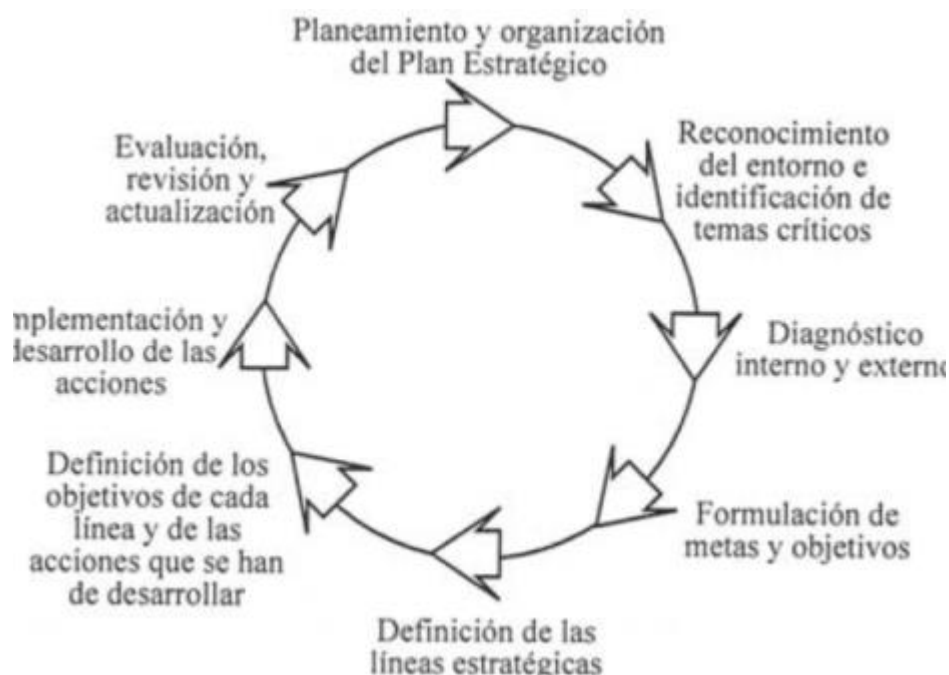 Planeamiento y organización
del Plan Estratégico
Reconocimiento
del entorno e
identificación de
temas críticos
Diagnóstico
interno y externo
Formulación de
metas y objetivos
Definición de las
líneas estratégicas
Definición de los
objetivos de cada
línea y de las
acciones que se han
de desarrollar
mplementación y
desarrollo de las
acciones
Evaluación,
revisión y
actualización